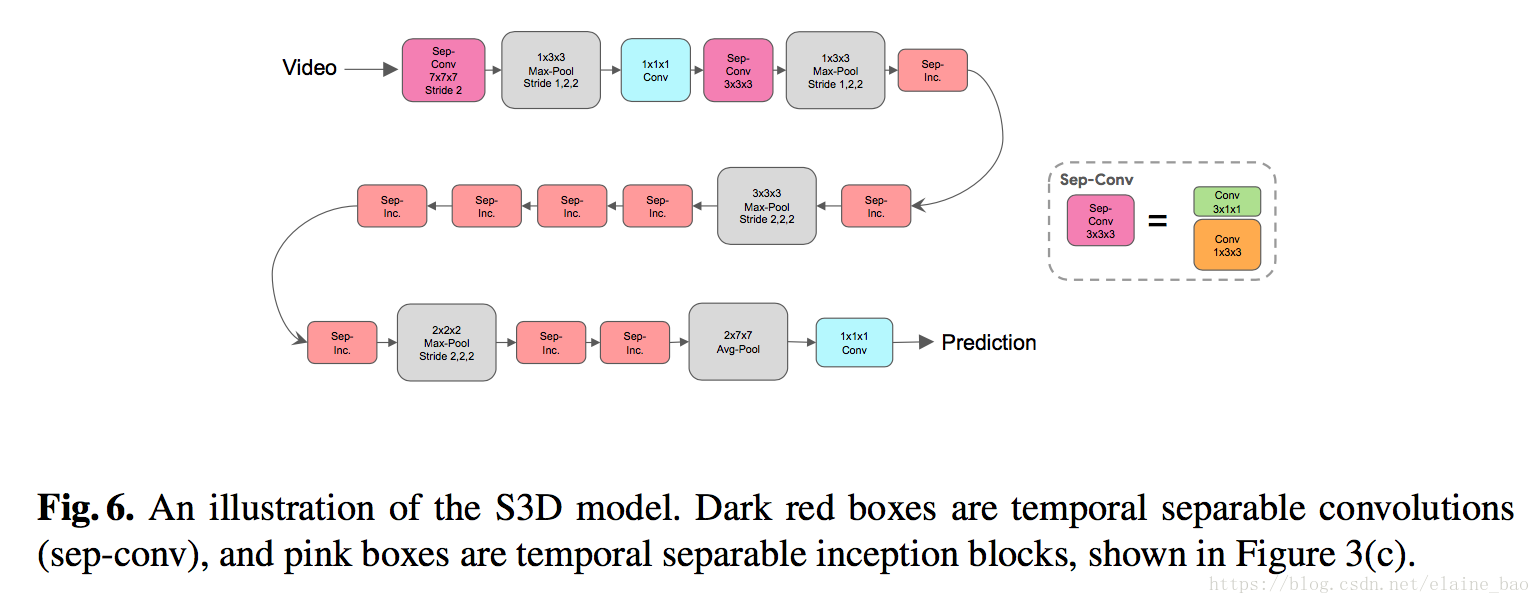 Video
Sep-
Conv
7x7x7
Stride 2
1x3x3
Max-Pool
Stride 1,2,2
1x1x1
Conv
Sep-
Conv
3x3x3
1x3x3
Max-Pool
Stride 1,2,2
Sep-
Inc.
Sep-
Inc.
3x3x3
Max-Pool
Stride 2,2,2
Sep-
Inc.
Sep-
Inc.
Sep-
Inc.
Sep-
Inc.
Sep-
Inc.
2x2x2
Max-Pool
Stride 2,2,2
Sep-
Inc.
Sep-
Inc.
2x7x7
Avg-Pool
1x1x1
Conv
Prediction
Sep-Conv
Sep-
Conv
3x3x3
=
Conv
3x1x1
Conv
1x3x3
Fig. 6. An illustration of the S3D model. Dark red boxes are temporal separable convolutions
(sep-conv), and pink boxes are temporal separable inception blocks, shown in Figure 3(c).
https://blog.csdn.net/elaine_bao